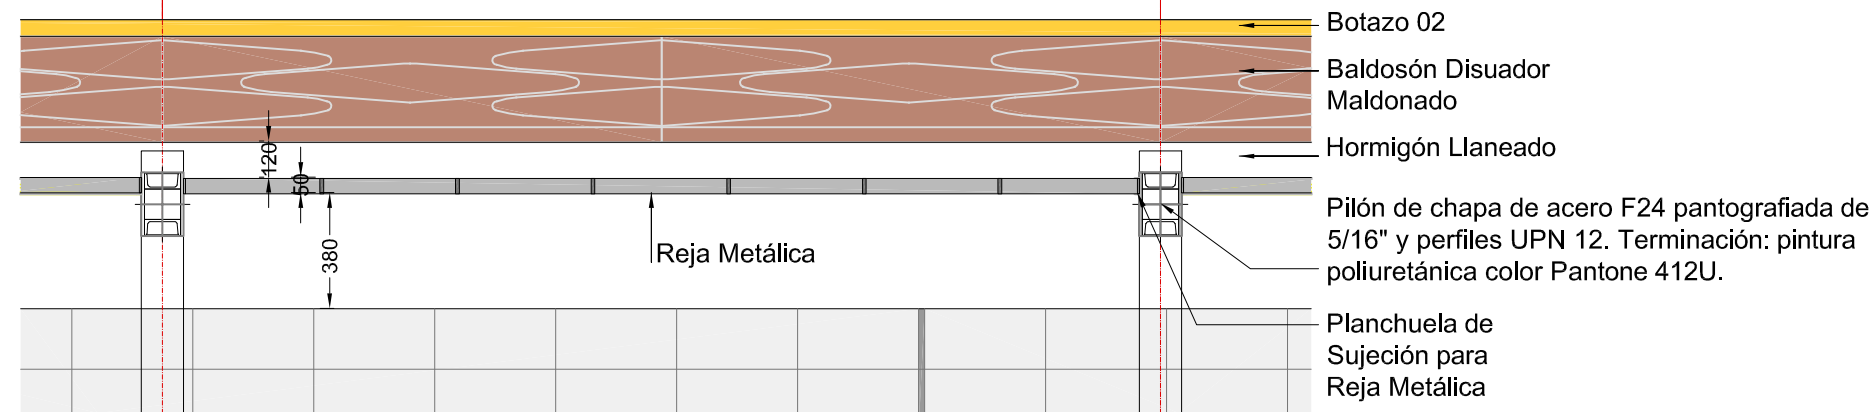 Botazo 02
Baldosón Disuador
Maldonado
Hormigón Llaneado
Pilón de chapa de acero F24 pantografiada de
5/16" y perfiles UPN 12. Terminación: pintura
poliuretánica color Pantone 412U.
Planchuela de
Sujeción para
Reja Metálica
120
50
380
Reja Metálica